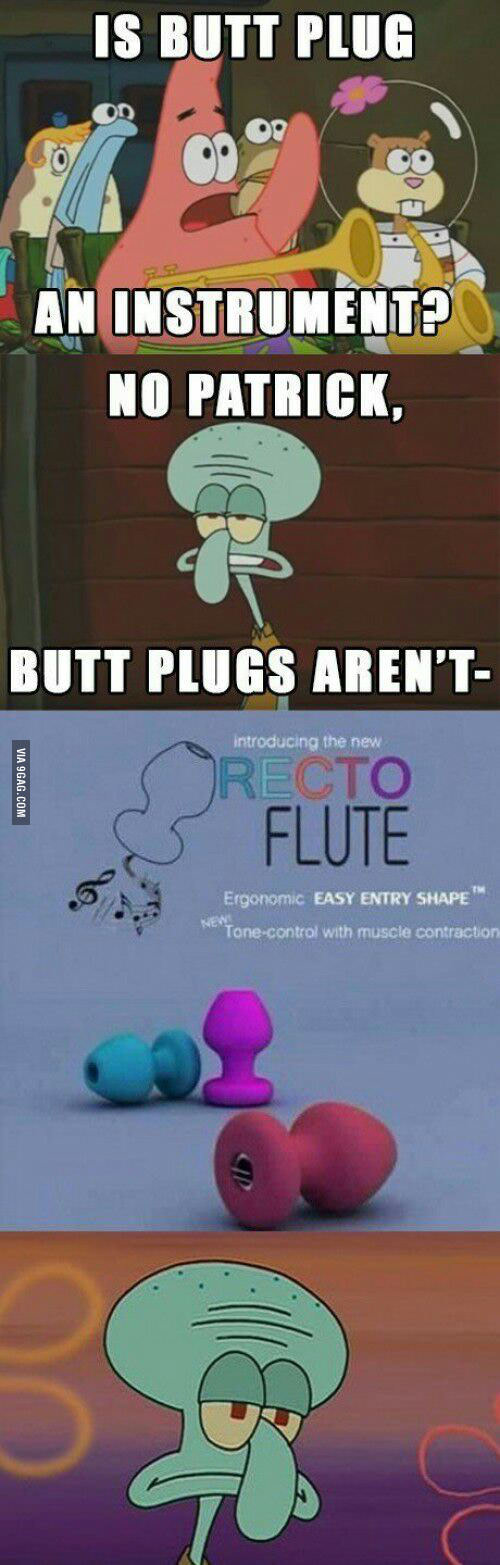 IS BUTT PLUG
AN INSTRUMENT?
NO PATRICK,
BUTT PLUGS AREN'T-
VIA 9GAG.COM
introducing the new
RECTO
FLUTE
Ergonomic EASY ENTRY SHAPE™
NEW! Tone-control with muscle contraction